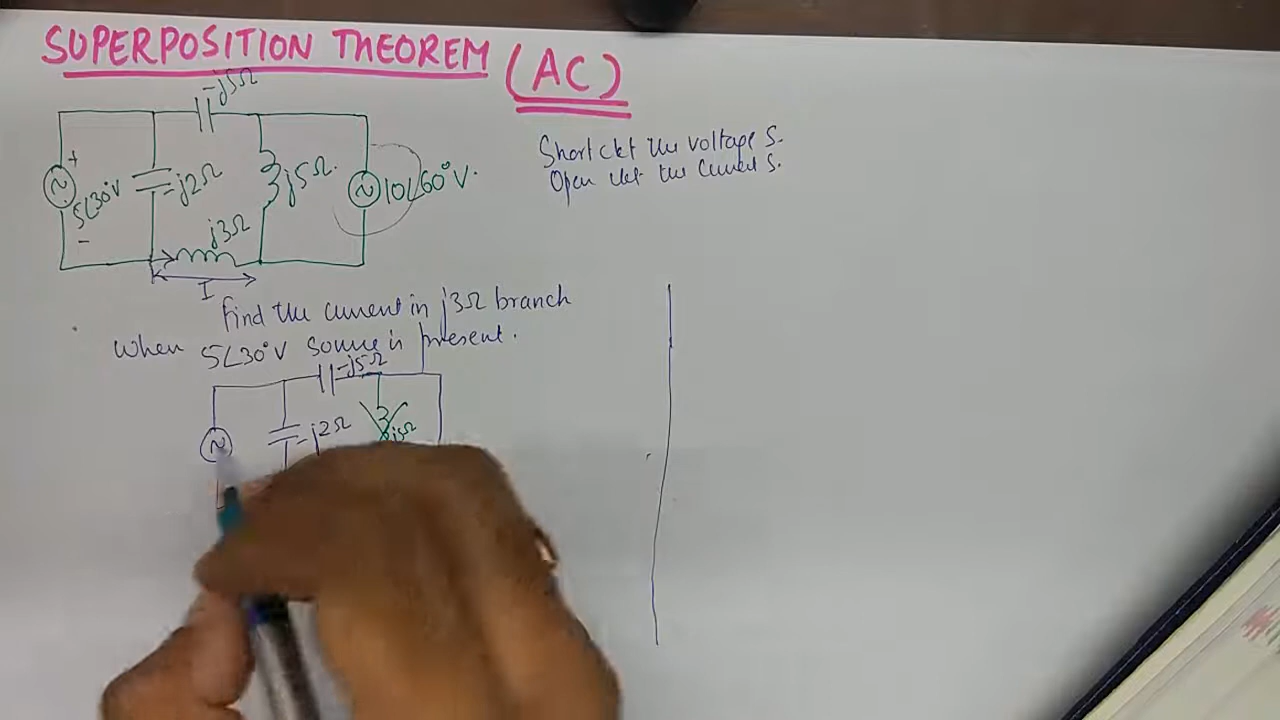 SUPERPOSITION THEOREM (AC)
-j5Ω
Short ckt the voltage S.
Open ckt the Current S.
+
5∠30°V
-
-j2Ω
j5Ω.
10∠60°V.
j3Ω
I
find the current in j3Ω branch
when 5∠30°V source is present.
-j5Ω
-j2Ω
j5Ω